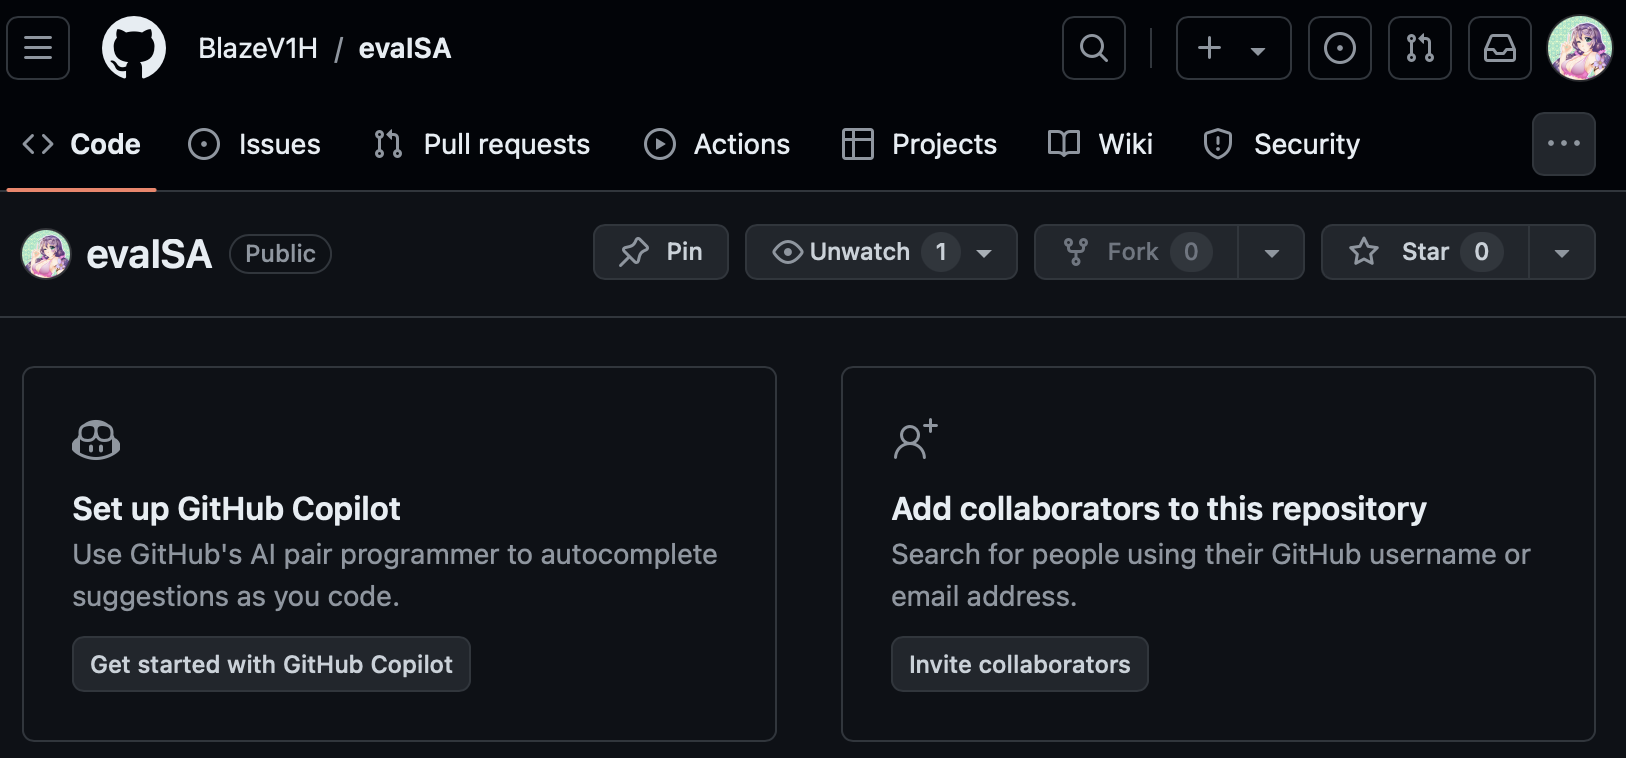 BlazeV1H / evalSA
Code Issues Pull requests Actions Projects Wiki Security
evalSA Public Pin Unwatch 1 Fork 0 Star 0
Set up GitHub Copilot
Use GitHub's AI pair programmer to autocomplete
suggestions as you code.
Get started with GitHub Copilot
Add collaborators to this repository
Search for people using their GitHub username or
email address.
Invite collaborators